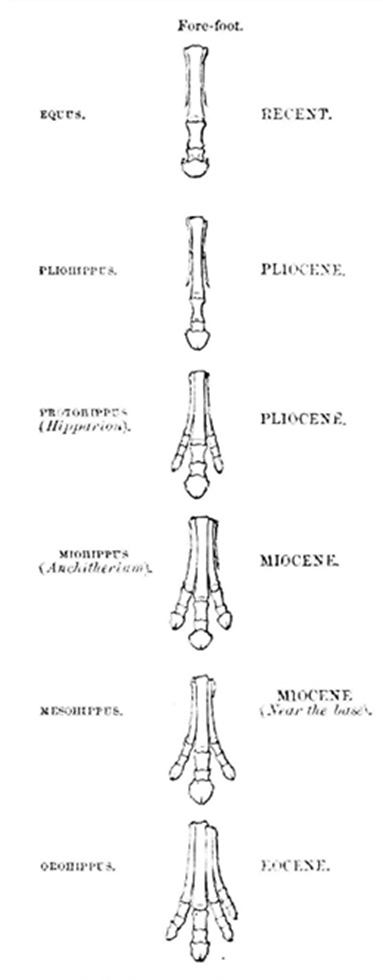 Fore-foot.
EQUUS. RECENT.
PLIOHIPPUS. PLIOCENE.
PROTOHIPPUS
(Hipparion). PLIOCENE.
MIOHIPPUS
(Anchitherium). MIOCENE.
MESOHIPPUS. MIOCENE
(Near the base).
OROHIPPUS. EOCENE.